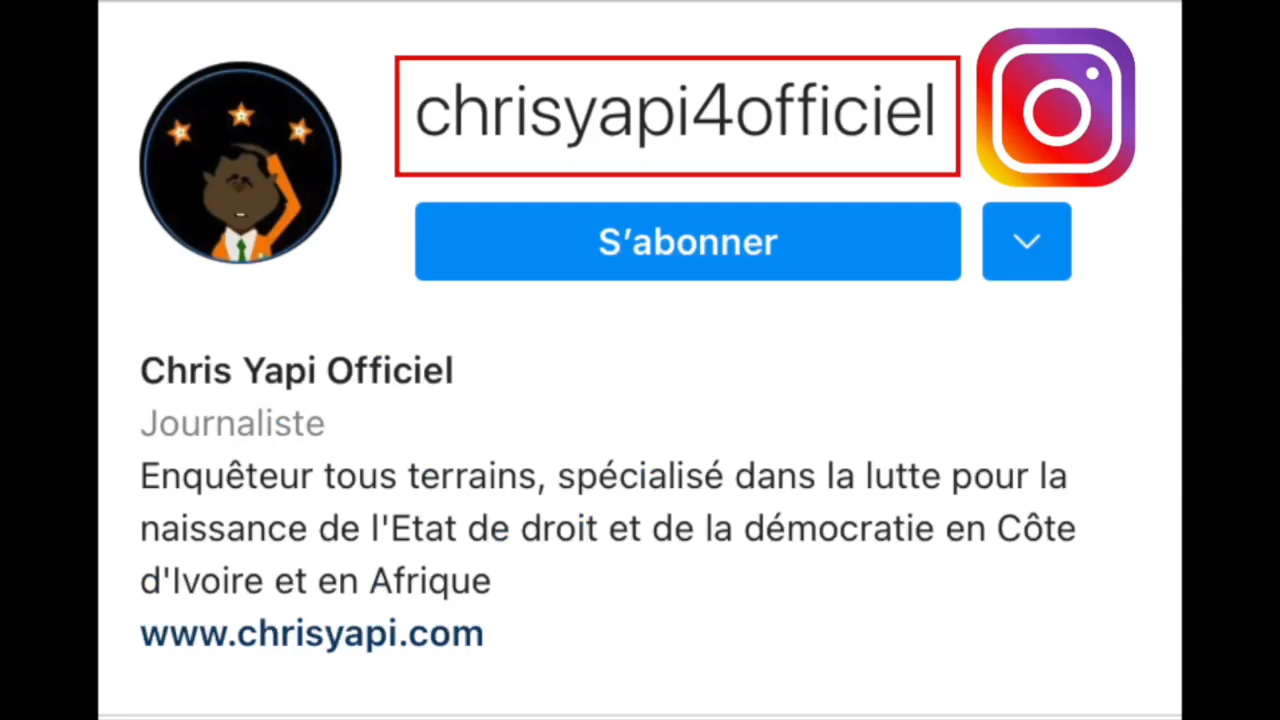 chrisyapi4officiel
S’abonner
Chris Yapi Officiel
Journaliste
Enquêteur tous terrains, spécialisé dans la lutte pour la
naissance de l'Etat de droit et de la démocratie en Côte
d'Ivoire et en Afrique
www.chrisyapi.com